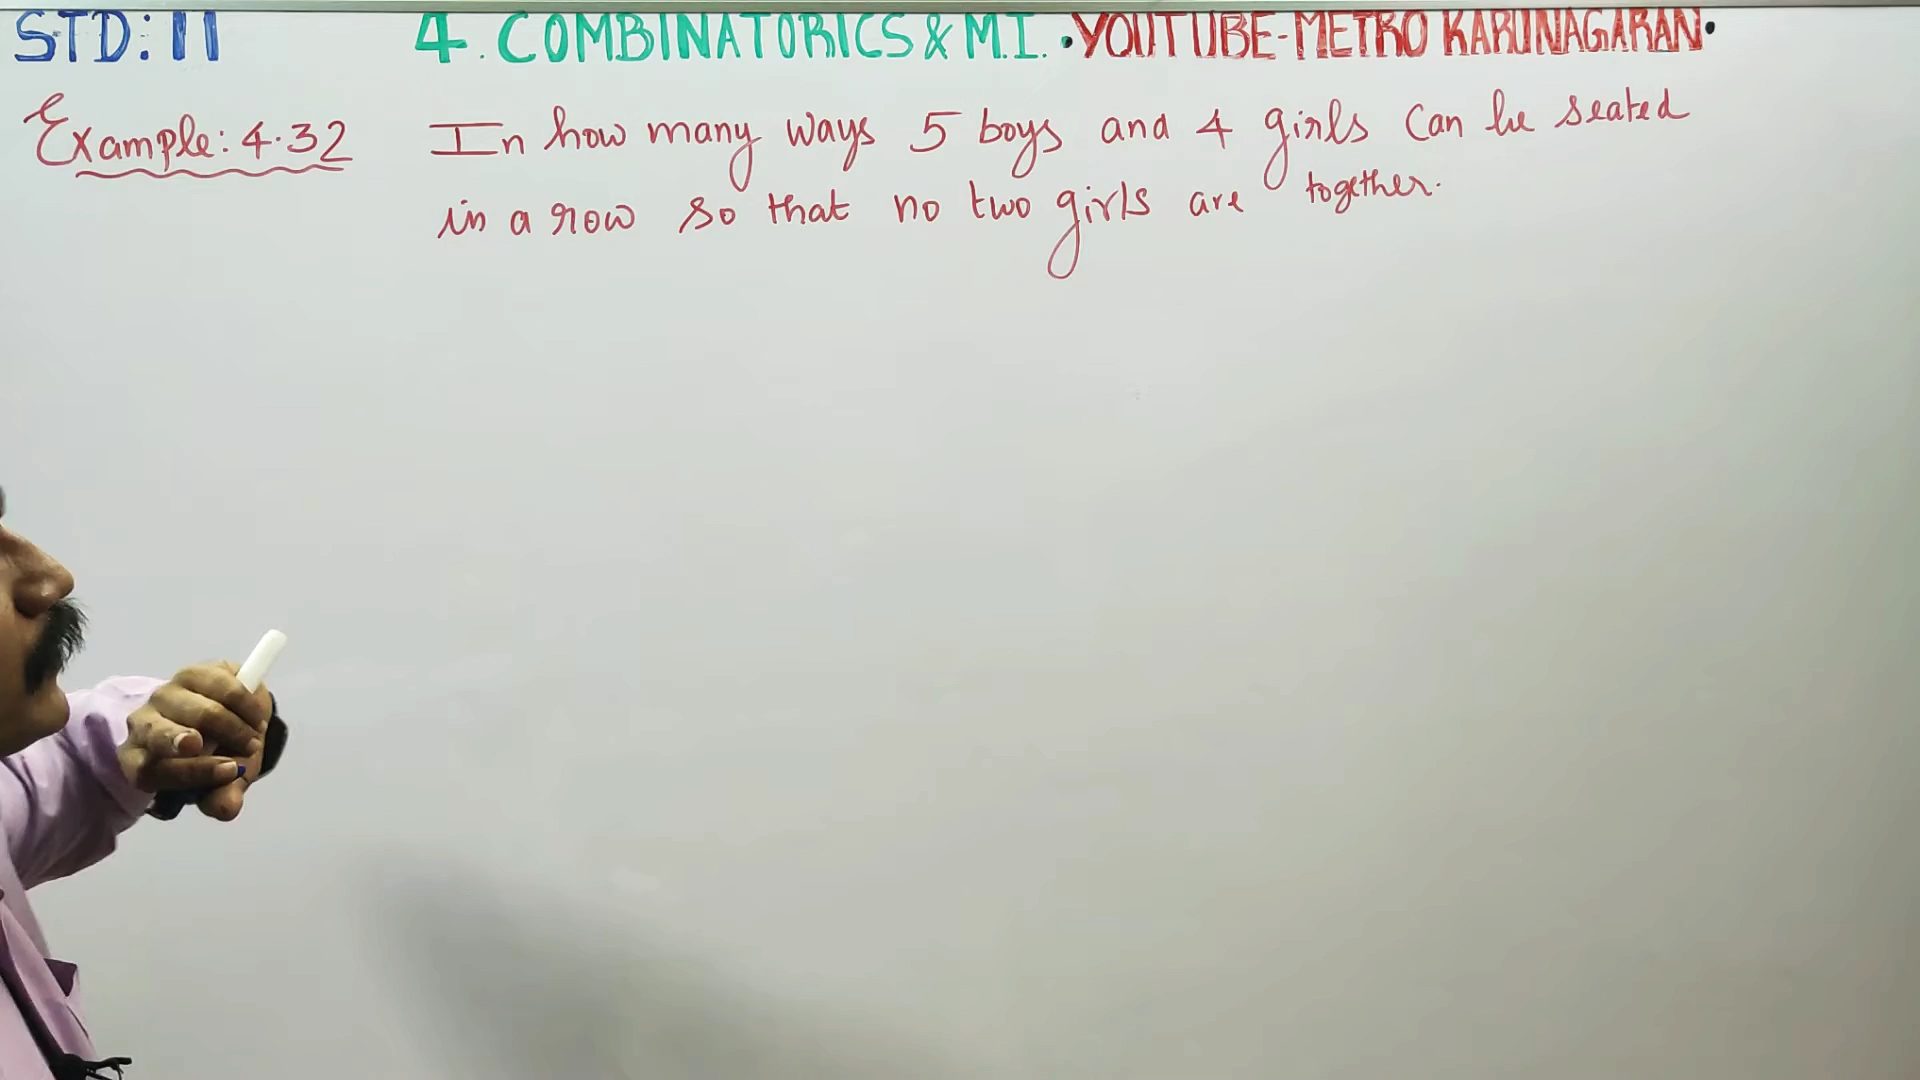 STD: 11 4. COMBINATORICS & M.I. •YOUTUBE-METRO KARUNAGARAN•
Example: 4.32 In how many ways 5 boys and 4 girls can be seated
in a row so that no two girls are together.